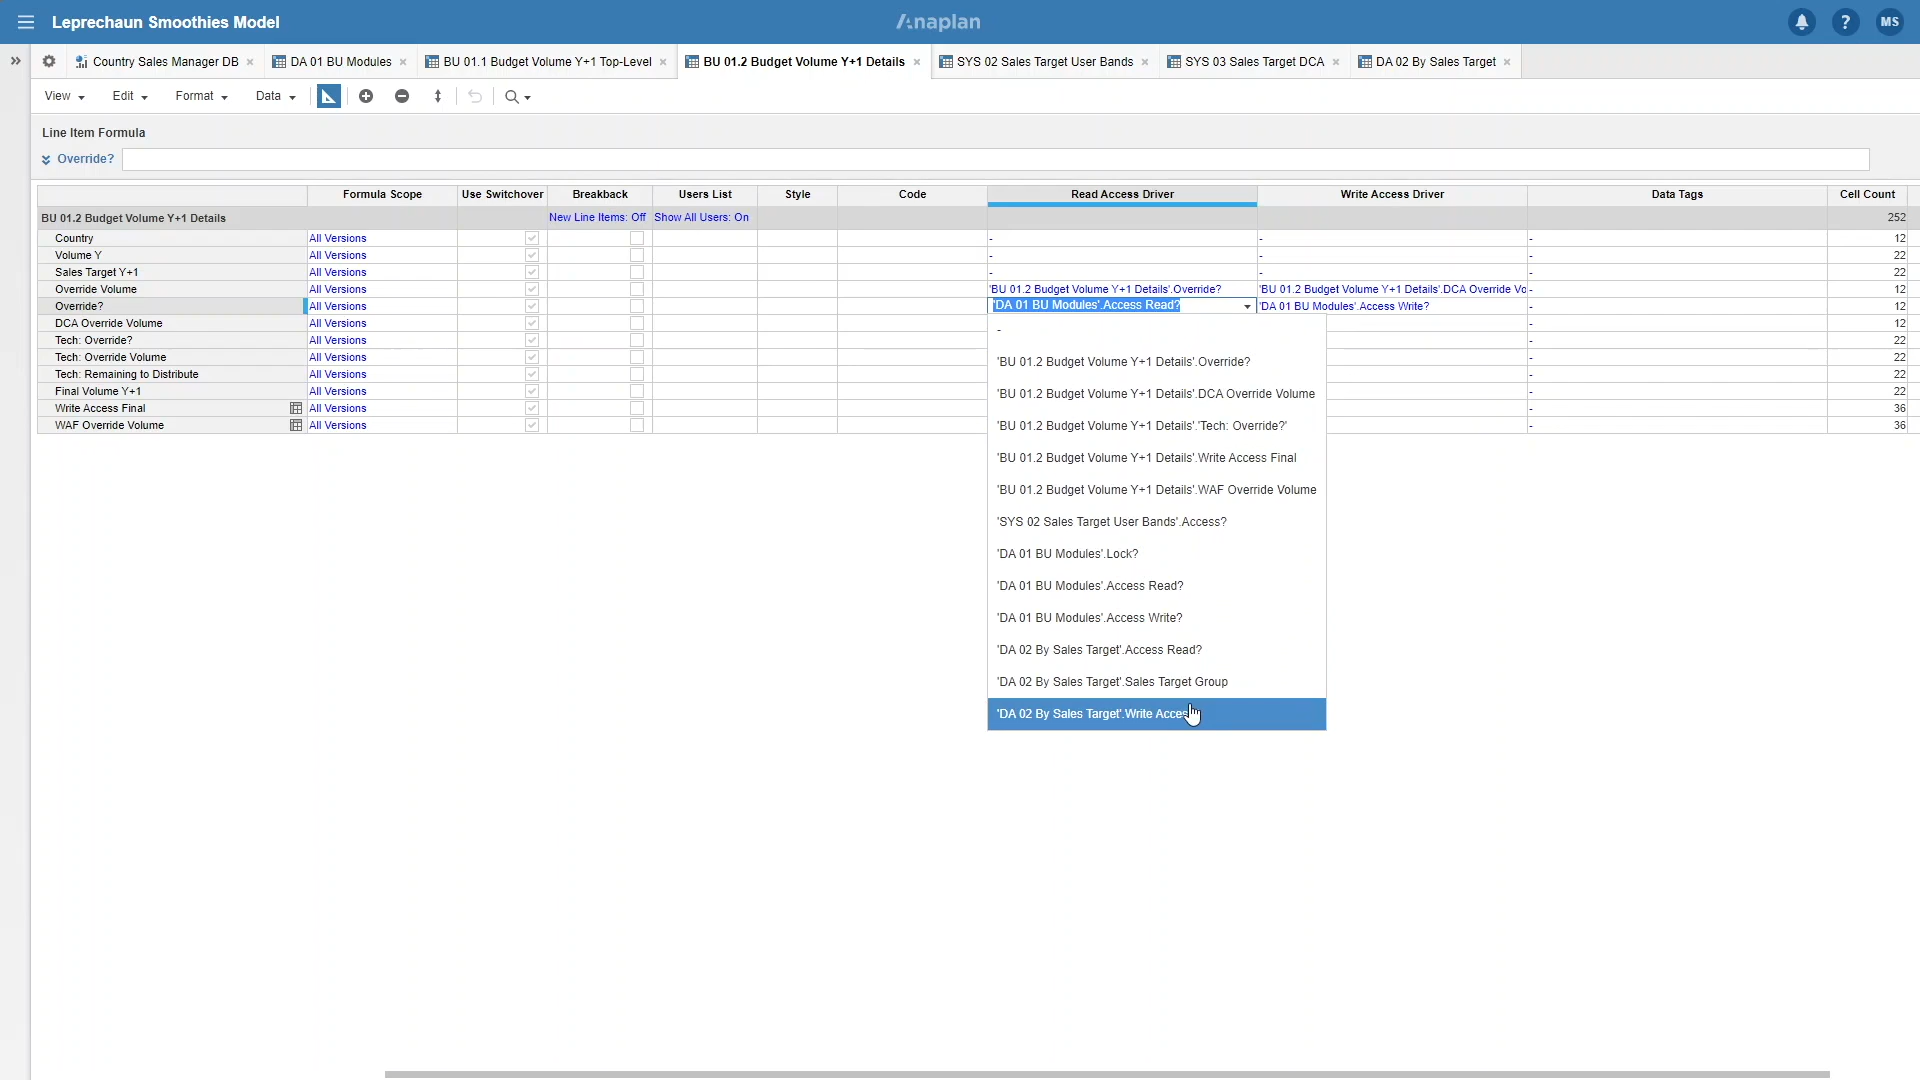 Leprechaun Smoothies Model
Anaplan
? MS
Country Sales Manager DB DA 01 BU Modules BU 01.1 Budget Volume Y+1 Top-Level BU 01.2 Budget Volume Y+1 Details SYS 02 Sales Target User Bands SYS 03 Sales Target DCA DA 02 By Sales Target
View Edit Format Data
Line Item Formula
Override?
Formula Scope Use Switchover Breakback Users List Style Code Read Access Driver Write Access Driver Data Tags Cell Count
BU 01.2 Budget Volume Y+1 Details New Line Items: Off Show All Users: On 252
Country All Versions - - - 12
Volume Y All Versions - - - 22
Sales Target Y+1 All Versions - - - 22
Override Volume All Versions 'BU 01.2 Budget Volume Y+1 Details'.Override? 'BU 01.2 Budget Volume Y+1 Details'.DCA Override Vo - 12
Override? All Versions 'DA 01 BU Modules'.Access Read? 'DA 01 BU Modules'.Access Write? - 12
DCA Override Volume All Versions - 12
Tech: Override? All Versions - 22
Tech: Override Volume All Versions - 22
Tech: Remaining to Distribute All Versions - 22
Final Volume Y+1 All Versions - 22
Write Access Final All Versions - 36
WAF Override Volume All Versions - 36
-
'BU 01.2 Budget Volume Y+1 Details'.Override?
'BU 01.2 Budget Volume Y+1 Details'.DCA Override Volume
'BU 01.2 Budget Volume Y+1 Details'.'Tech: Override?'
'BU 01.2 Budget Volume Y+1 Details'.Write Access Final
'BU 01.2 Budget Volume Y+1 Details'.WAF Override Volume
'SYS 02 Sales Target User Bands'.Access?
'DA 01 BU Modules'.Lock?
'DA 01 BU Modules'.Access Read?
'DA 01 BU Modules'.Access Write?
'DA 02 By Sales Target'.Access Read?
'DA 02 By Sales Target'.Sales Target Group
'DA 02 By Sales Target'.Write Acces